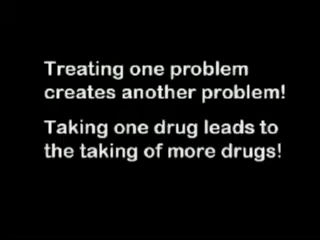 Treating one problem
creates another problem!
Taking one drug leads to
the taking of more drugs!